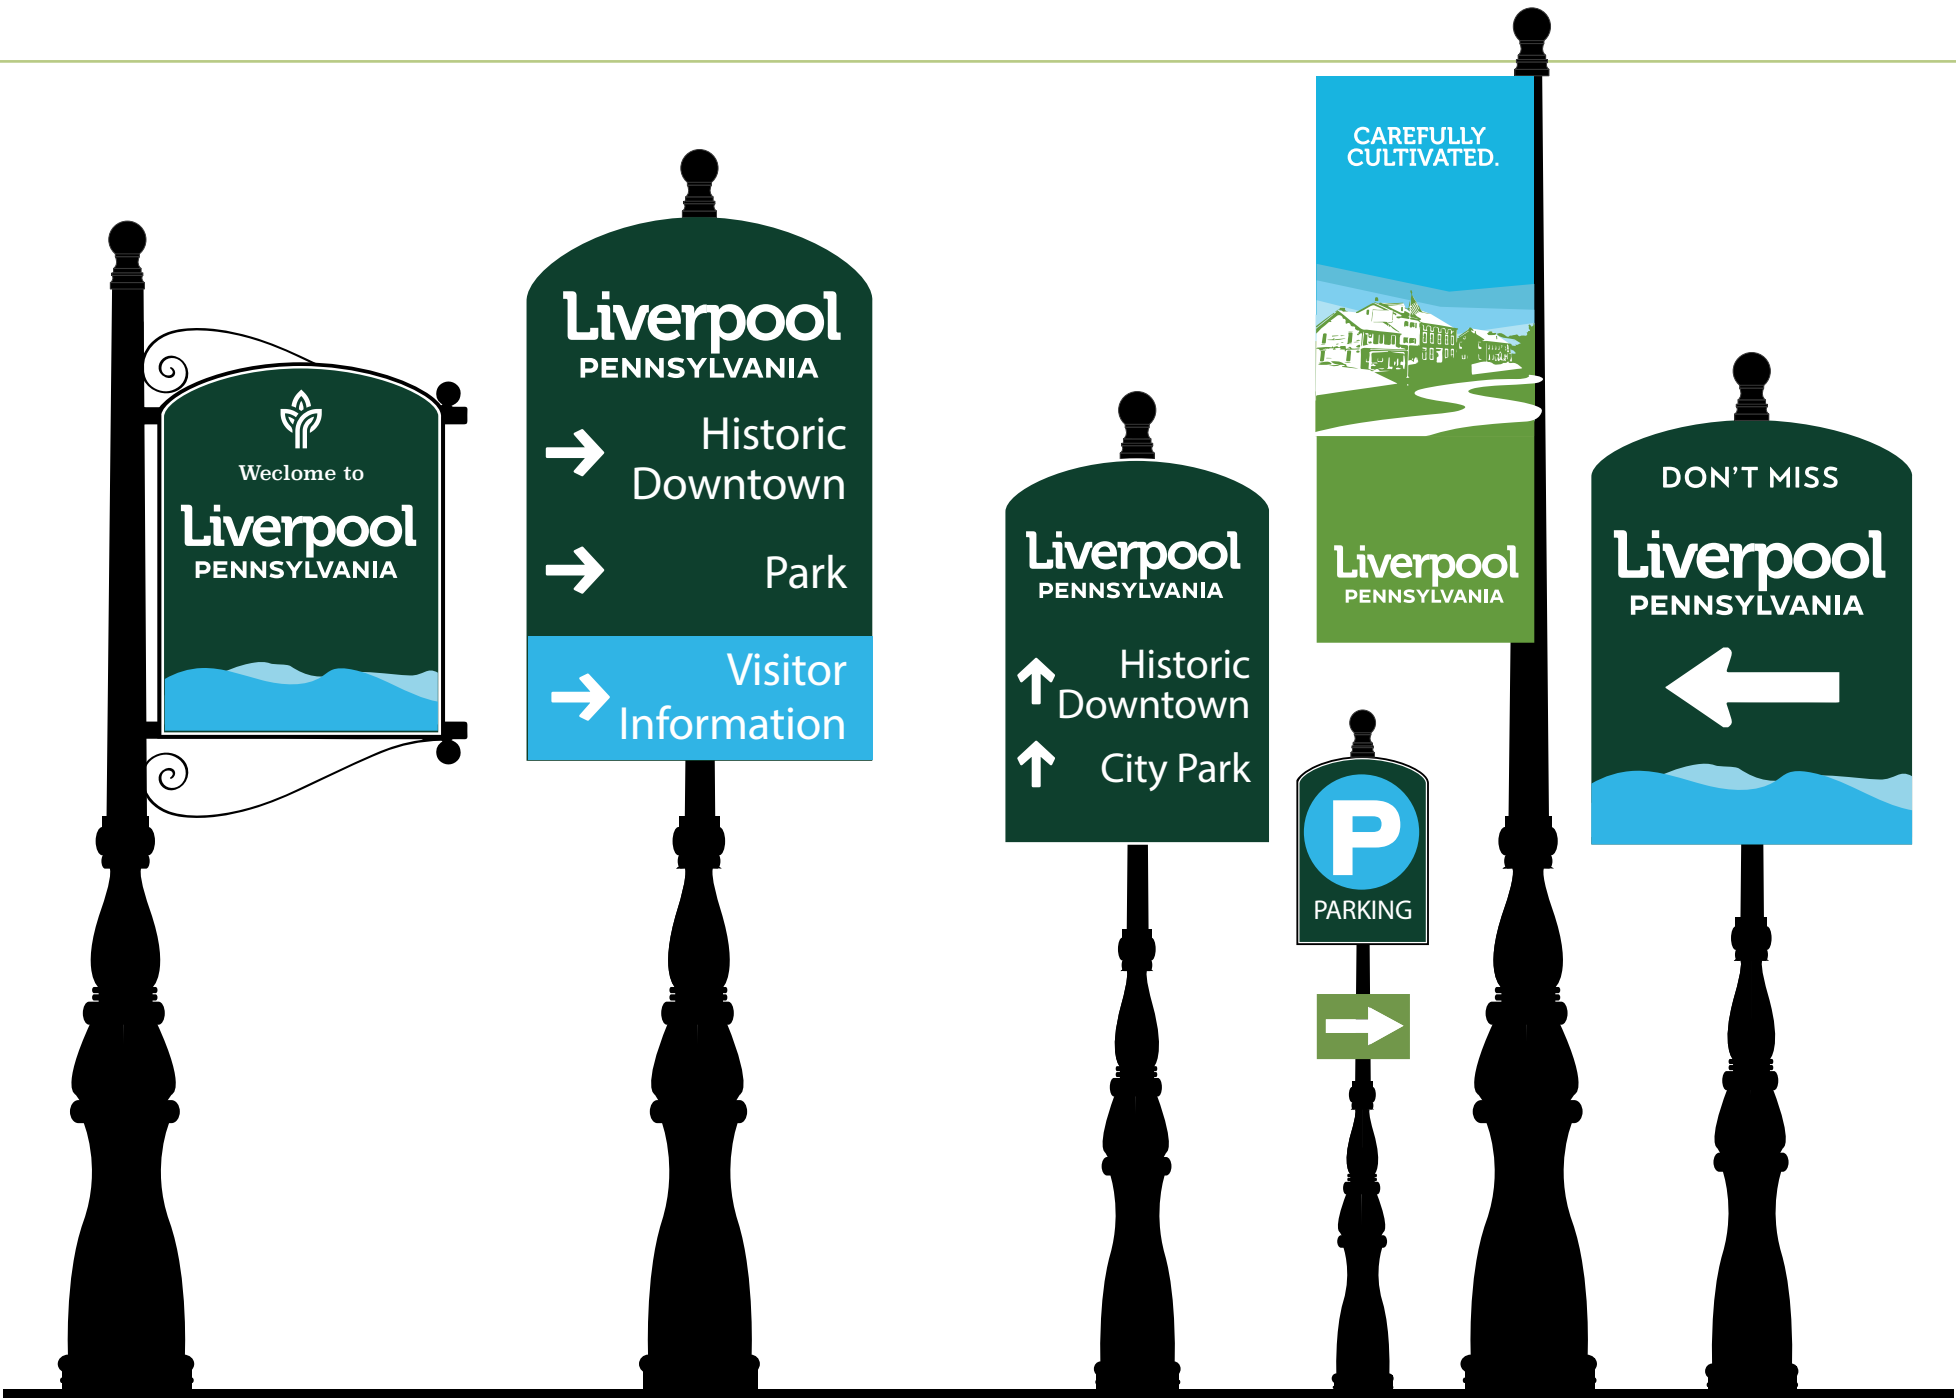 Weclome to
Liverpool
PENNSYLVANIA
Liverpool
PENNSYLVANIA
Historic
Downtown
Park
Visitor
Information
Liverpool
PENNSYLVANIA
Historic
Downtown
City Park
P
PARKING
CAREFULLY
CULTIVATED.
Liverpool
PENNSYLVANIA
DON'T MISS
Liverpool
PENNSYLVANIA